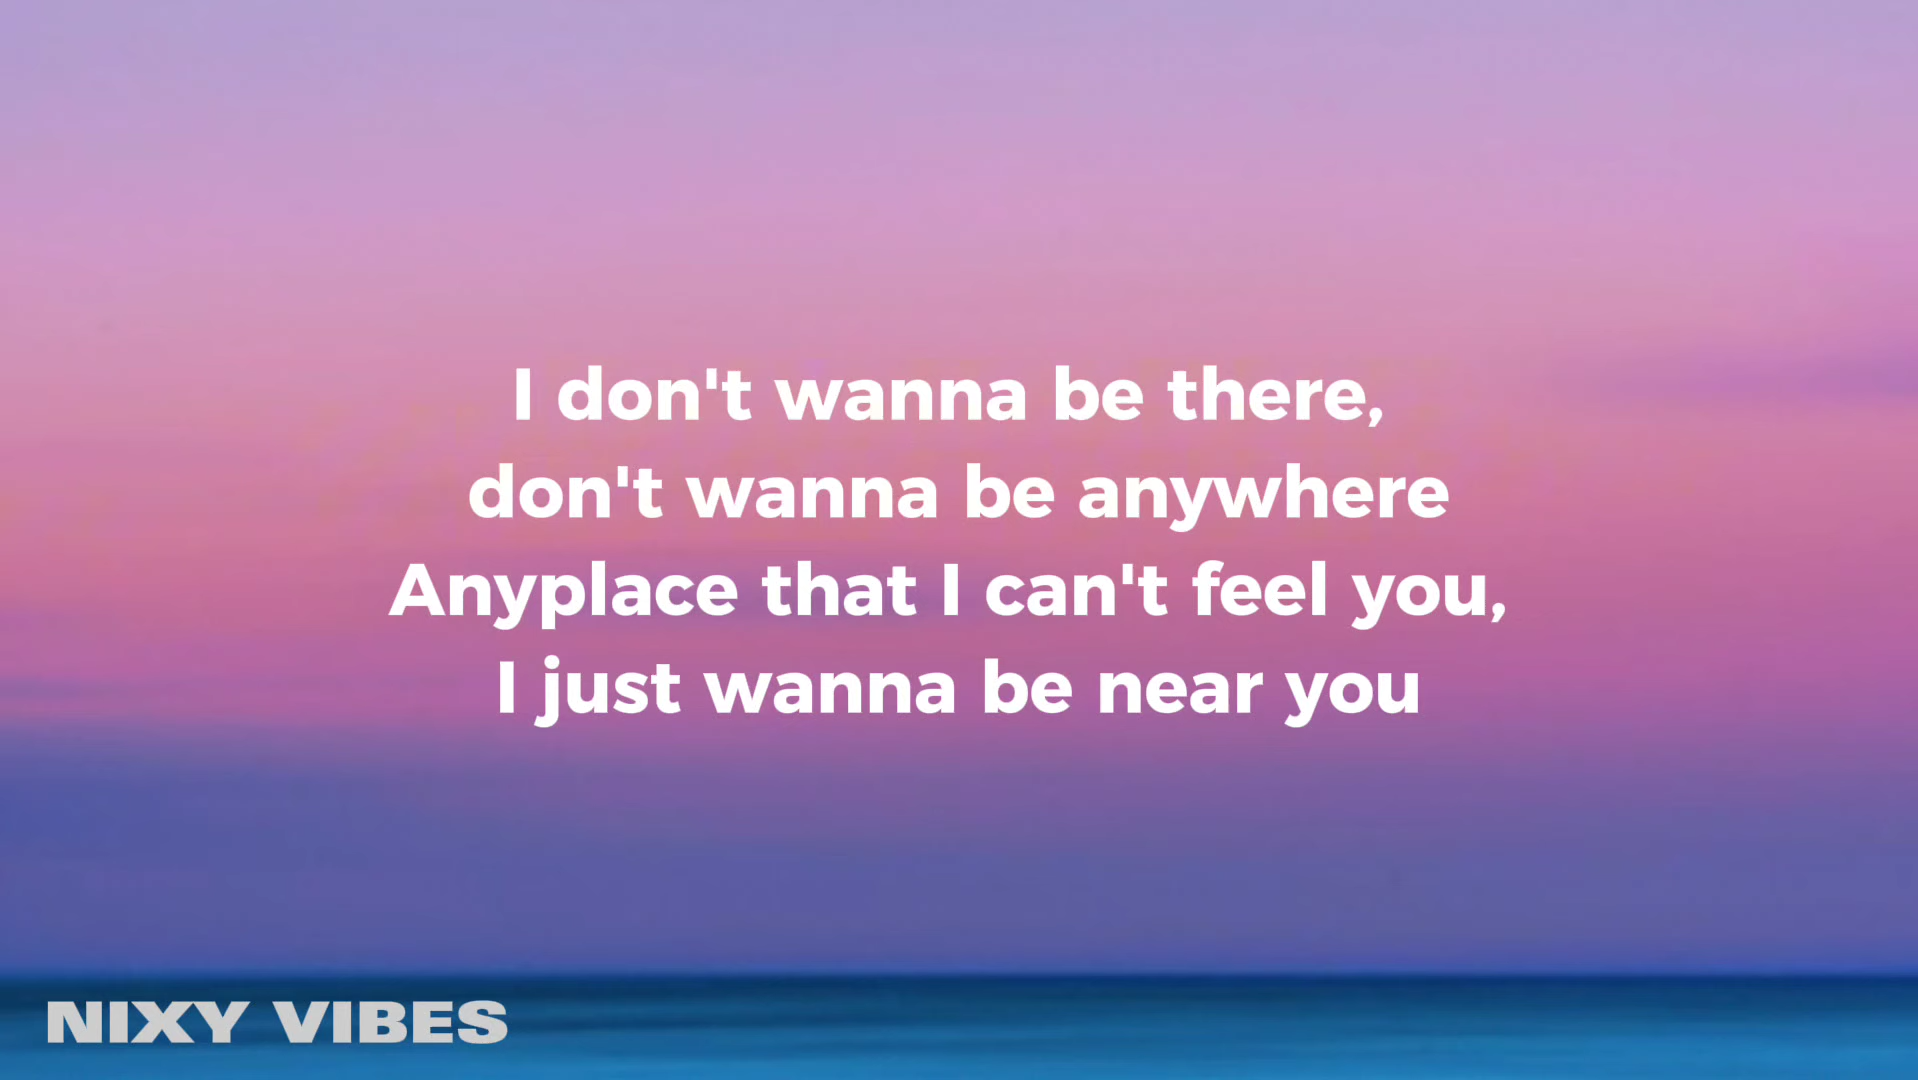 I don't wanna be there,
don't wanna be anywhere
Anyplace that I can't feel you,
I just wanna be near you
NIXY VIBES